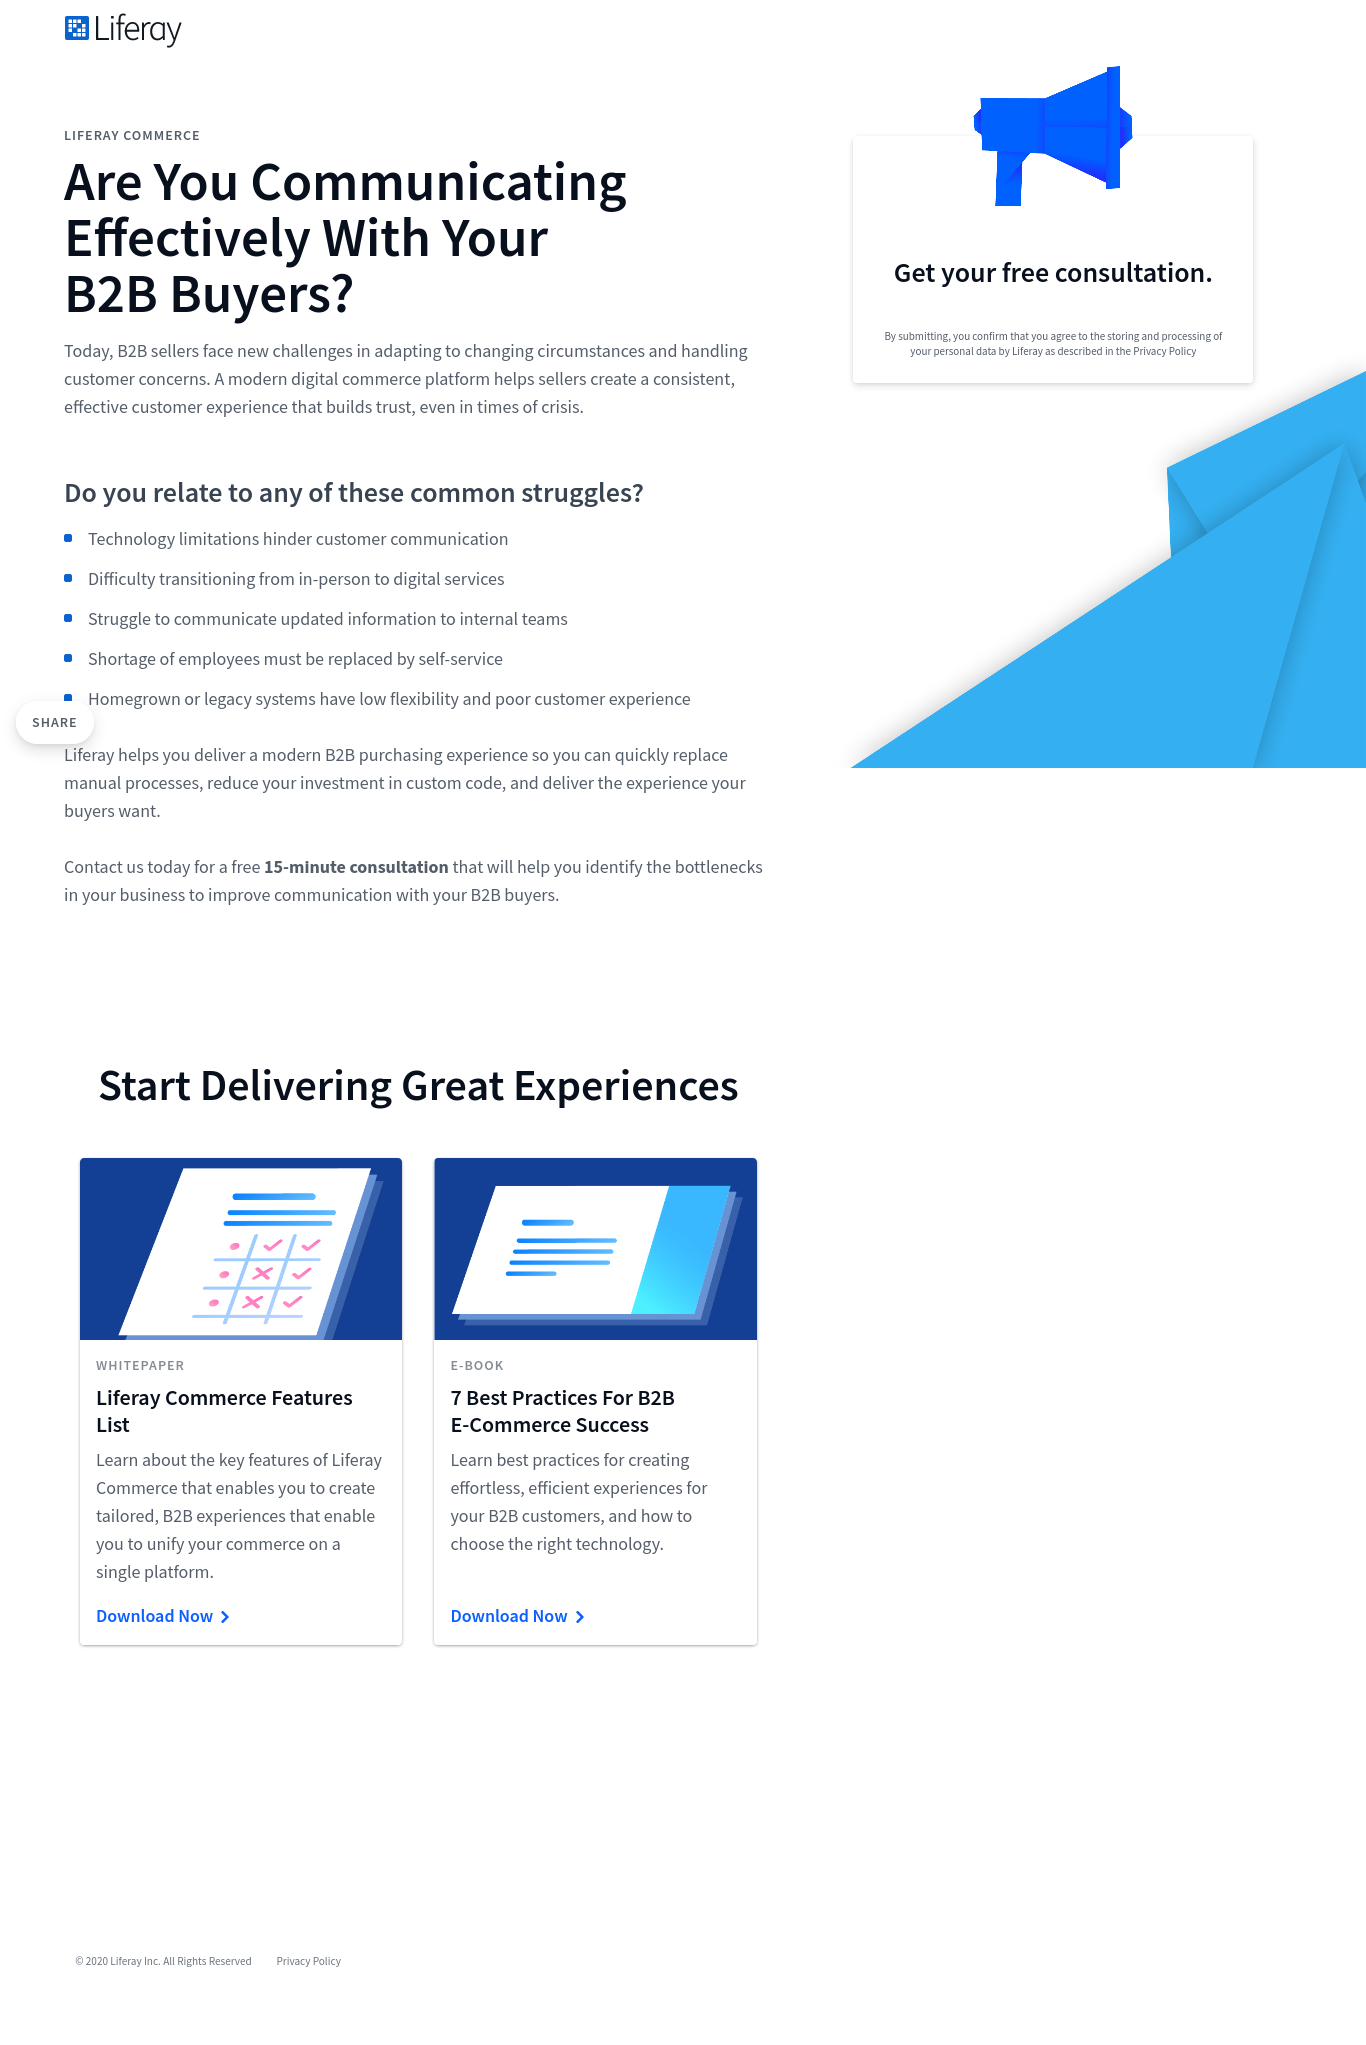 Liferay
LIFERAY COMMERCE
Are You Communicating
Effectively With Your
B2B Buyers?
Today, B2B sellers face new challenges in adapting to changing circumstances and handling
customer concerns. A modern digital commerce platform helps sellers create a consistent,
effective customer experience that builds trust, even in times of crisis.
Do you relate to any of these common struggles?
Technology limitations hinder customer communication
Difficulty transitioning from in-person to digital services
Struggle to communicate updated information to internal teams
Shortage of employees must be replaced by self-service
Homegrown or legacy systems have low flexibility and poor customer experience
SHARE
Liferay helps you deliver a modern B2B purchasing experience so you can quickly replace
manual processes, reduce your investment in custom code, and deliver the experience your
buyers want.
Contact us today for a free 15-minute consultation that will help you identify the bottlenecks
in your business to improve communication with your B2B buyers.
Get your free consultation.
By submitting, you confirm that you agree to the storing and processing of
your personal data by Liferay as described in the Privacy Policy
Start Delivering Great Experiences
WHITEPAPER
Liferay Commerce Features
List
Learn about the key features of Liferay
Commerce that enables you to create
tailored, B2B experiences that enable
you to unify your commerce on a
single platform.
Download Now
E-BOOK
7 Best Practices For B2B
E-Commerce Success
Learn best practices for creating
effortless, efficient experiences for
your B2B customers, and how to
choose the right technology.
Download Now
© 2020 Liferay Inc. All Rights Reserved Privacy Policy